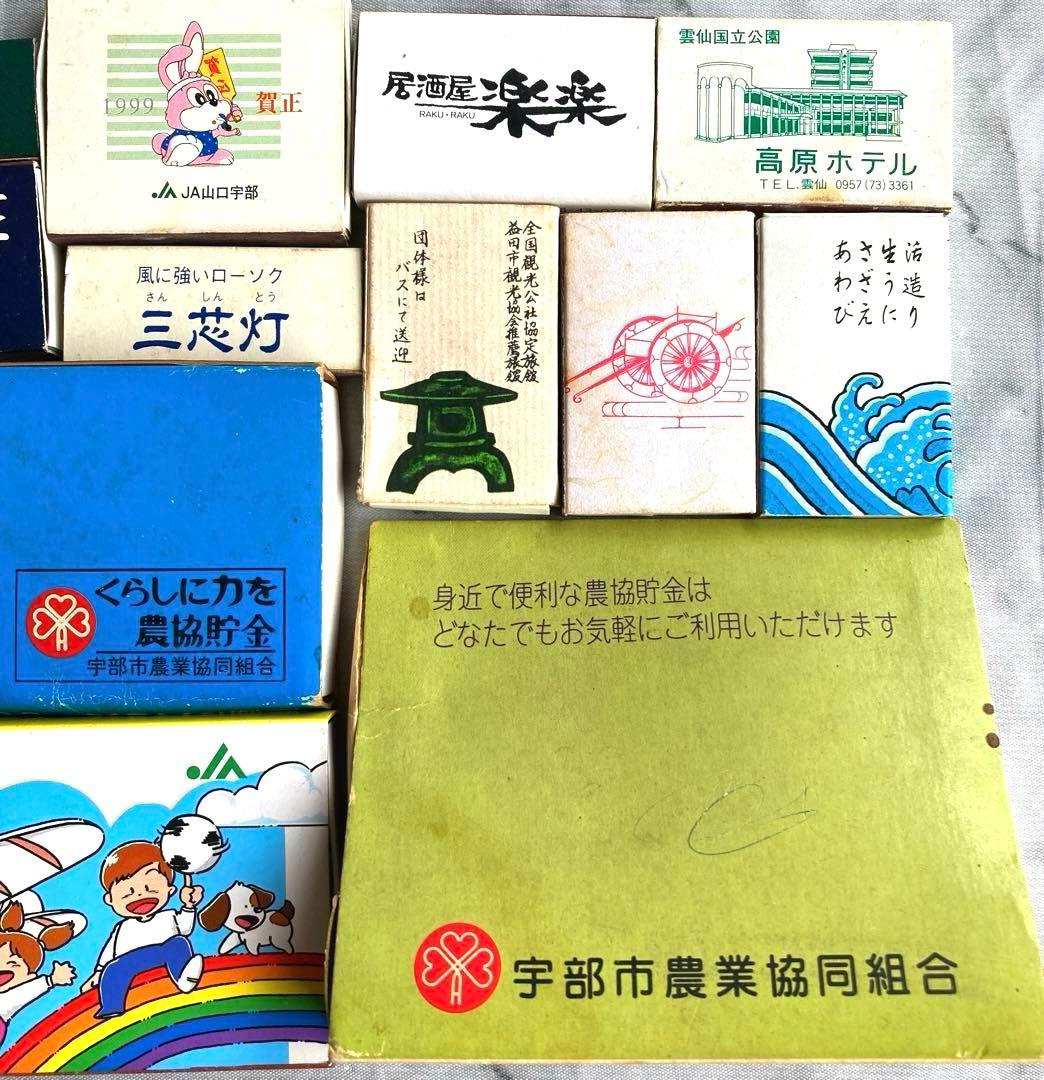 賀正
1999
賀正
JA山口宇部
居酒屋 楽楽
RAKU・RAKU
雲仙国立公園
高原ホテル
TEL.雲仙 0957(73)3361
風に強いローソク
さん しん とう
三芯灯
全国観光公社協定旅舘
益田市観光協会推薦旅舘
団体様は
バスにて送迎
活造り
生うに
さざえ
あわび
くらしに力を
農協貯金
宇部市農業協同組合
身近で便利な農協貯金は
どなたでもお気軽にご利用いただけます
宇部市農業協同組合